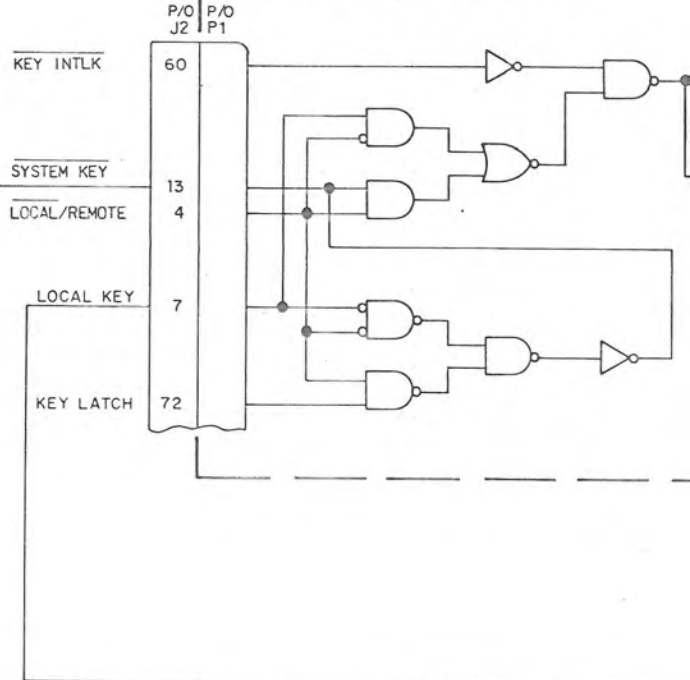 P/O P/O
J2 P1
KEY INTLK 60
SYSTEM KEY 13
LOCAL/REMOTE 4
LOCAL KEY 7
KEY LATCH 72